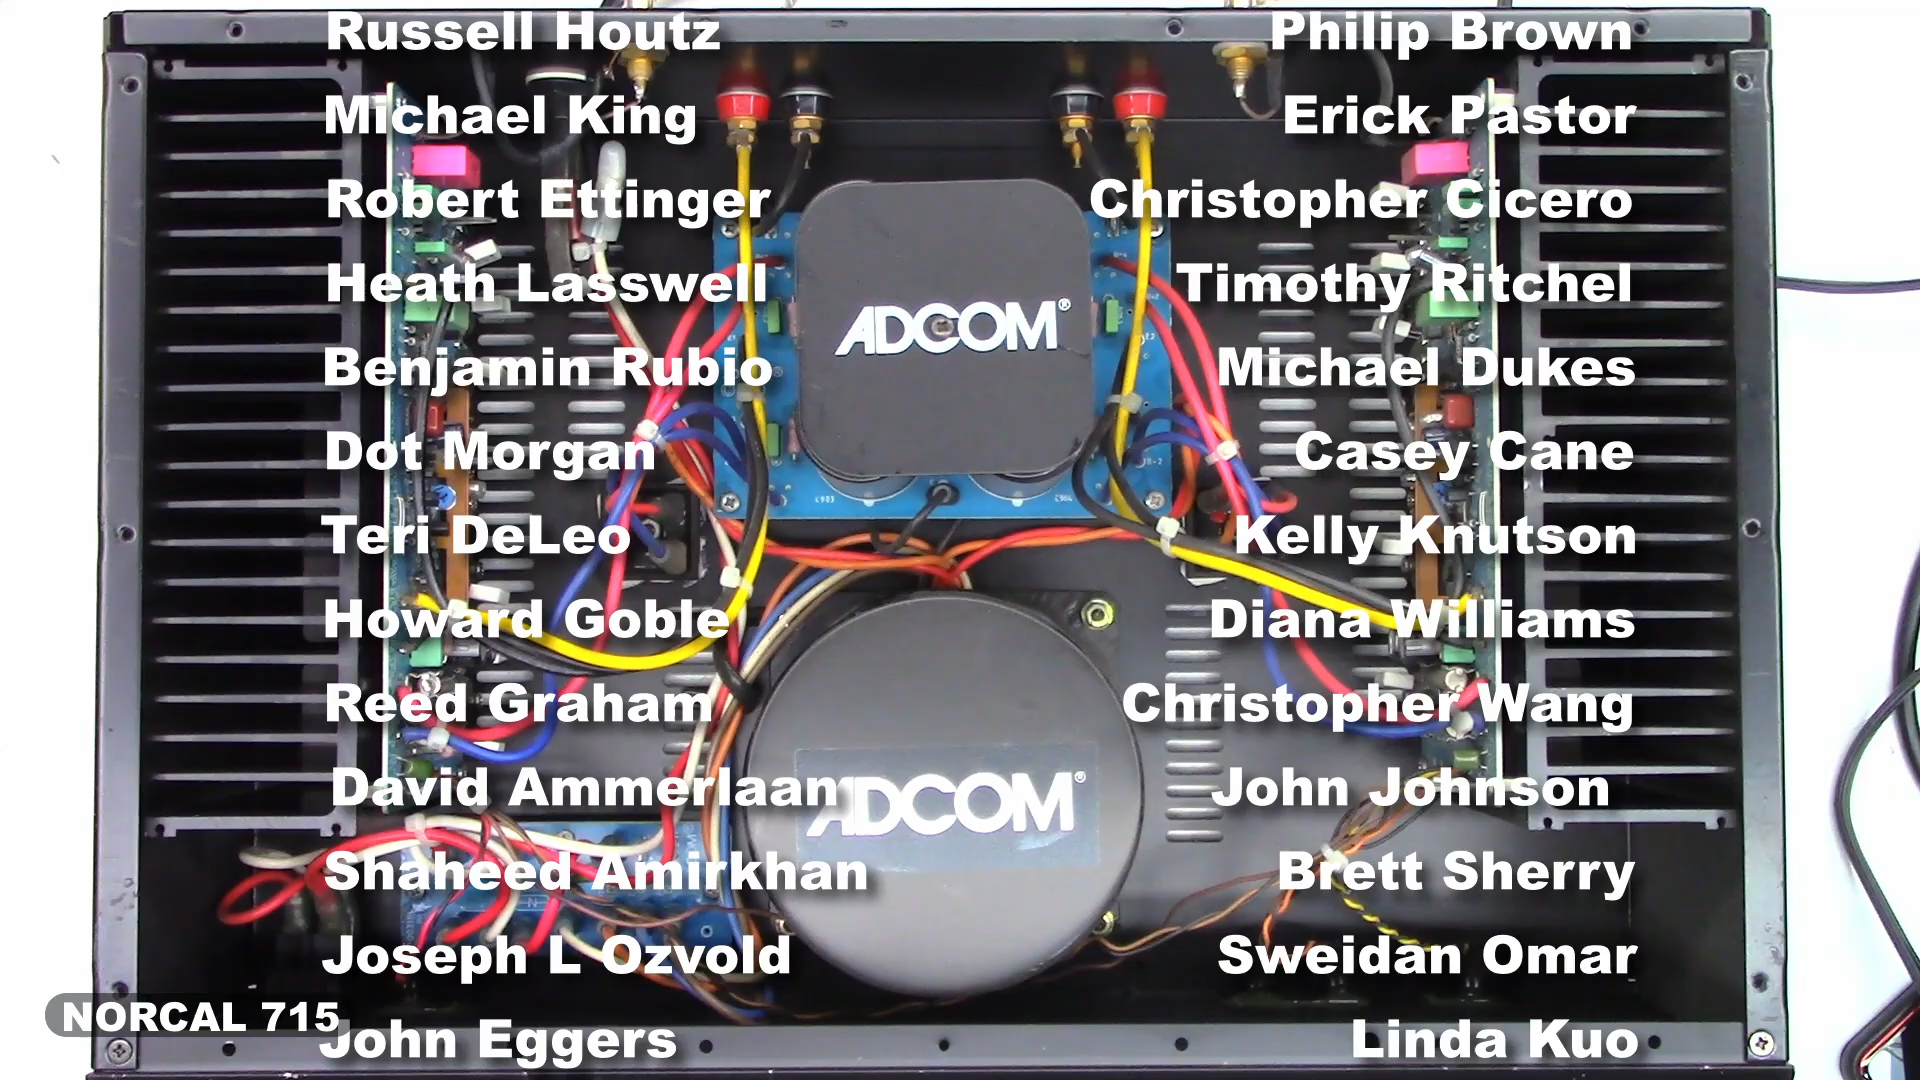 Russell Houtz
Philip Brown
Michael King
Erick Pastor
Robert Ettinger
Christopher Cicero
Heath Lasswell
Timothy Ritchel
ADCOM®
Benjamin Rubio
Michael Dukes
Dot Morgan
Casey Cane
Teri DeLeo
Kelly Knutson
Howard Goble
Diana Williams
Reed Graham
Christopher Wang
David Ammerlaan
ADCOM®
John Johnson
Shaheed Amirkhan
Brett Sherry
Joseph L Ozvold
Sweidan Omar
NORCAL 715
John Eggers
Linda Kuo